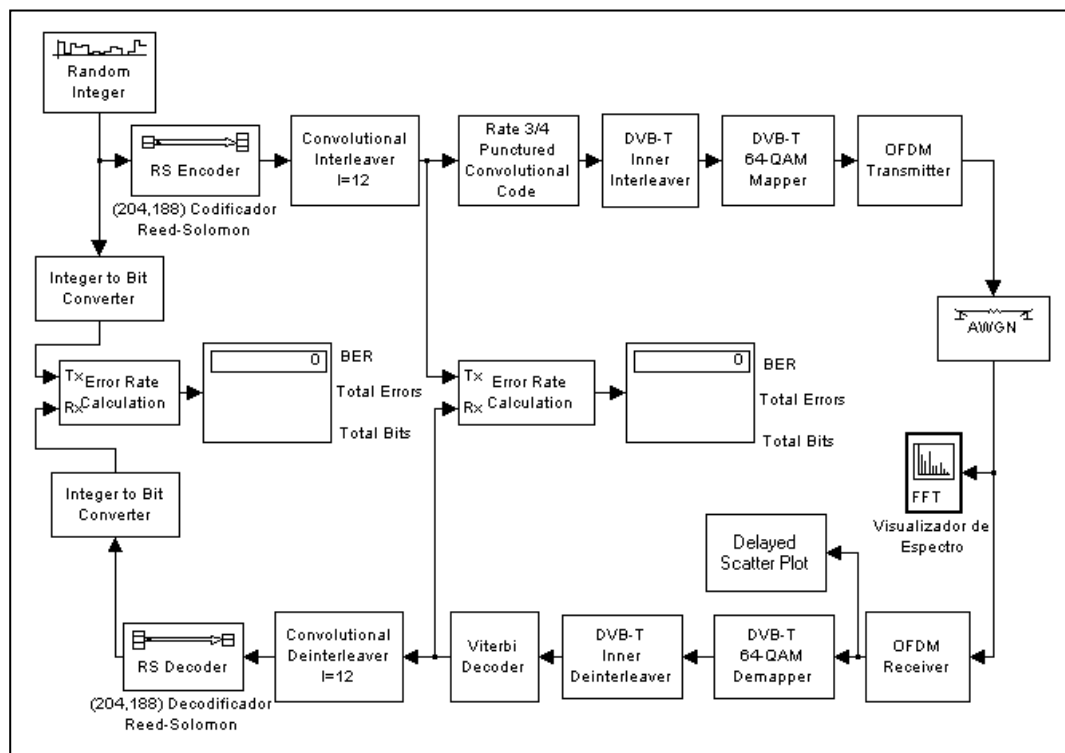 Random
Integer
RS Encoder
(204,188) Codificador
Reed-Solomon
Convolutional
Interleaver
I=12
Rate 3/4
Punctured
Convolutional
Code
DVB-T
Inner
Interleaver
DVB-T
64-QAM
Mapper
OFDM
Transmitter
Integer to Bit
Converter
AWGN
Tx
Rx
Error Rate
Calculation
0
BER
Total Errors
Total Bits
Tx
Rx
Error Rate
Calculation
0
BER
Total Errors
Total Bits
FFT
Visualizador de
Espectro
Integer to Bit
Converter
Delayed
Scatter Plot
RS Decoder
(204,188) Decodificador
Reed-Solomon
Convolutional
Deinterleaver
I=12
Viterbi
Decoder
DVB-T
Inner
Deinterleaver
DVB-T
64-QAM
Demapper
OFDM
Receiver